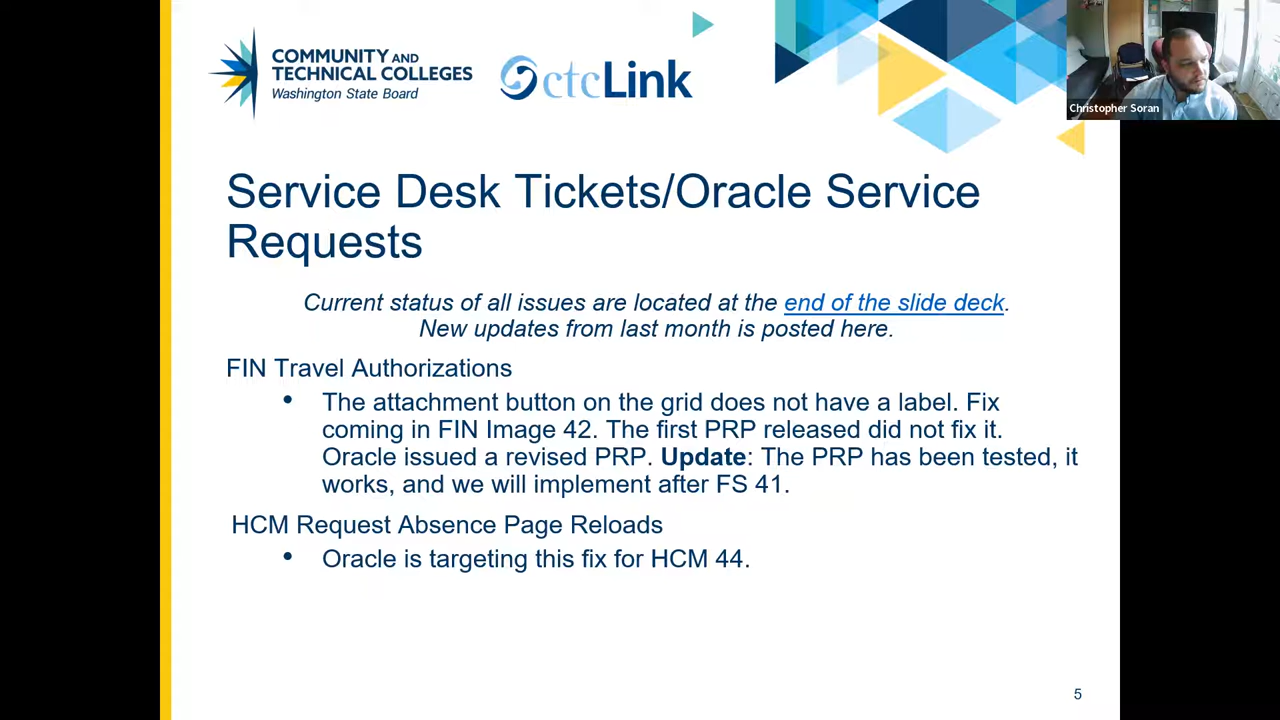 COMMUNITY AND
TECHNICAL COLLEGES
Washington State Board
ctcLink
Christopher Soran
Service Desk Tickets/Oracle Service
Requests
Current status of all issues are located at the end of the slide deck.
New updates from last month is posted here.
FIN Travel Authorizations
• The attachment button on the grid does not have a label. Fix
coming in FIN Image 42. The first PRP released did not fix it.
Oracle issued a revised PRP. Update: The PRP has been tested, it
works, and we will implement after FS 41.
HCM Request Absence Page Reloads
• Oracle is targeting this fix for HCM 44.
5